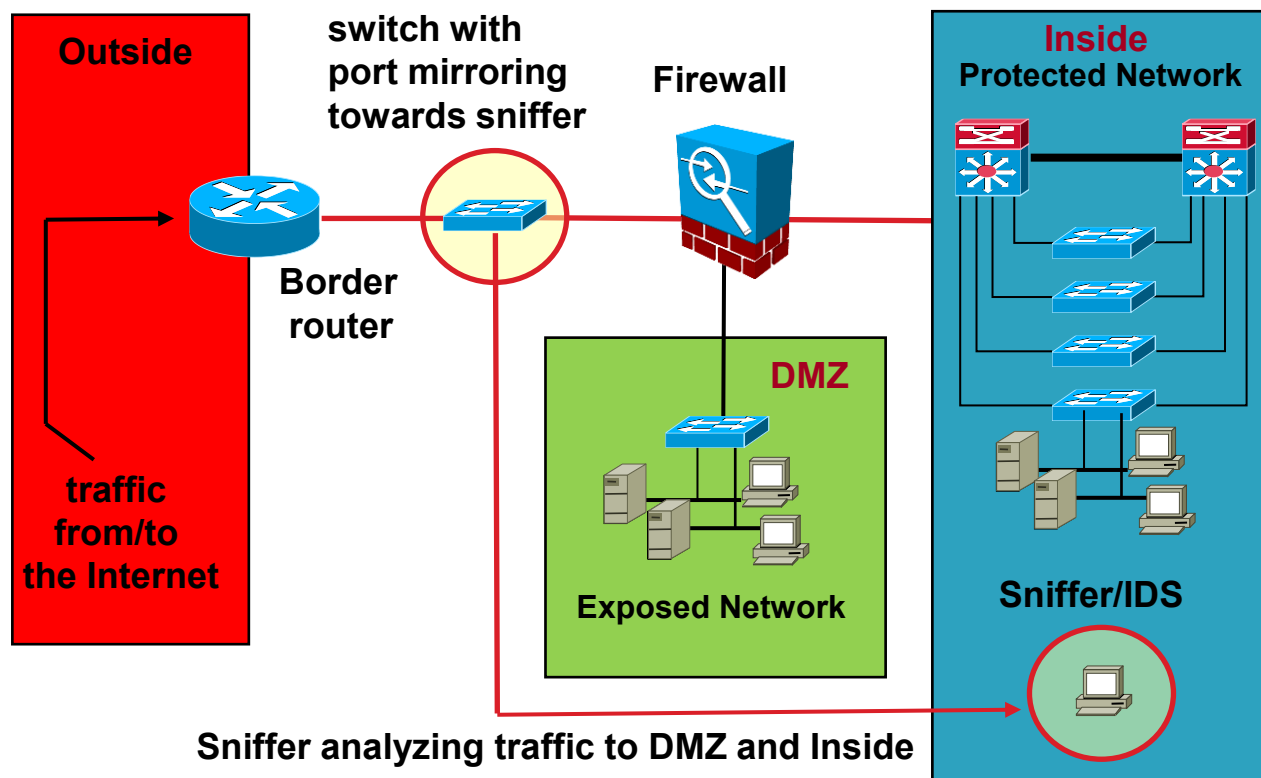 Outside
switch with
port mirroring
towards sniffer
Firewall
Inside
Protected Network
Border
router
DMZ
traffic
from/to
the Internet
Exposed Network
Sniffer/IDS
Sniffer analyzing traffic to DMZ and Inside